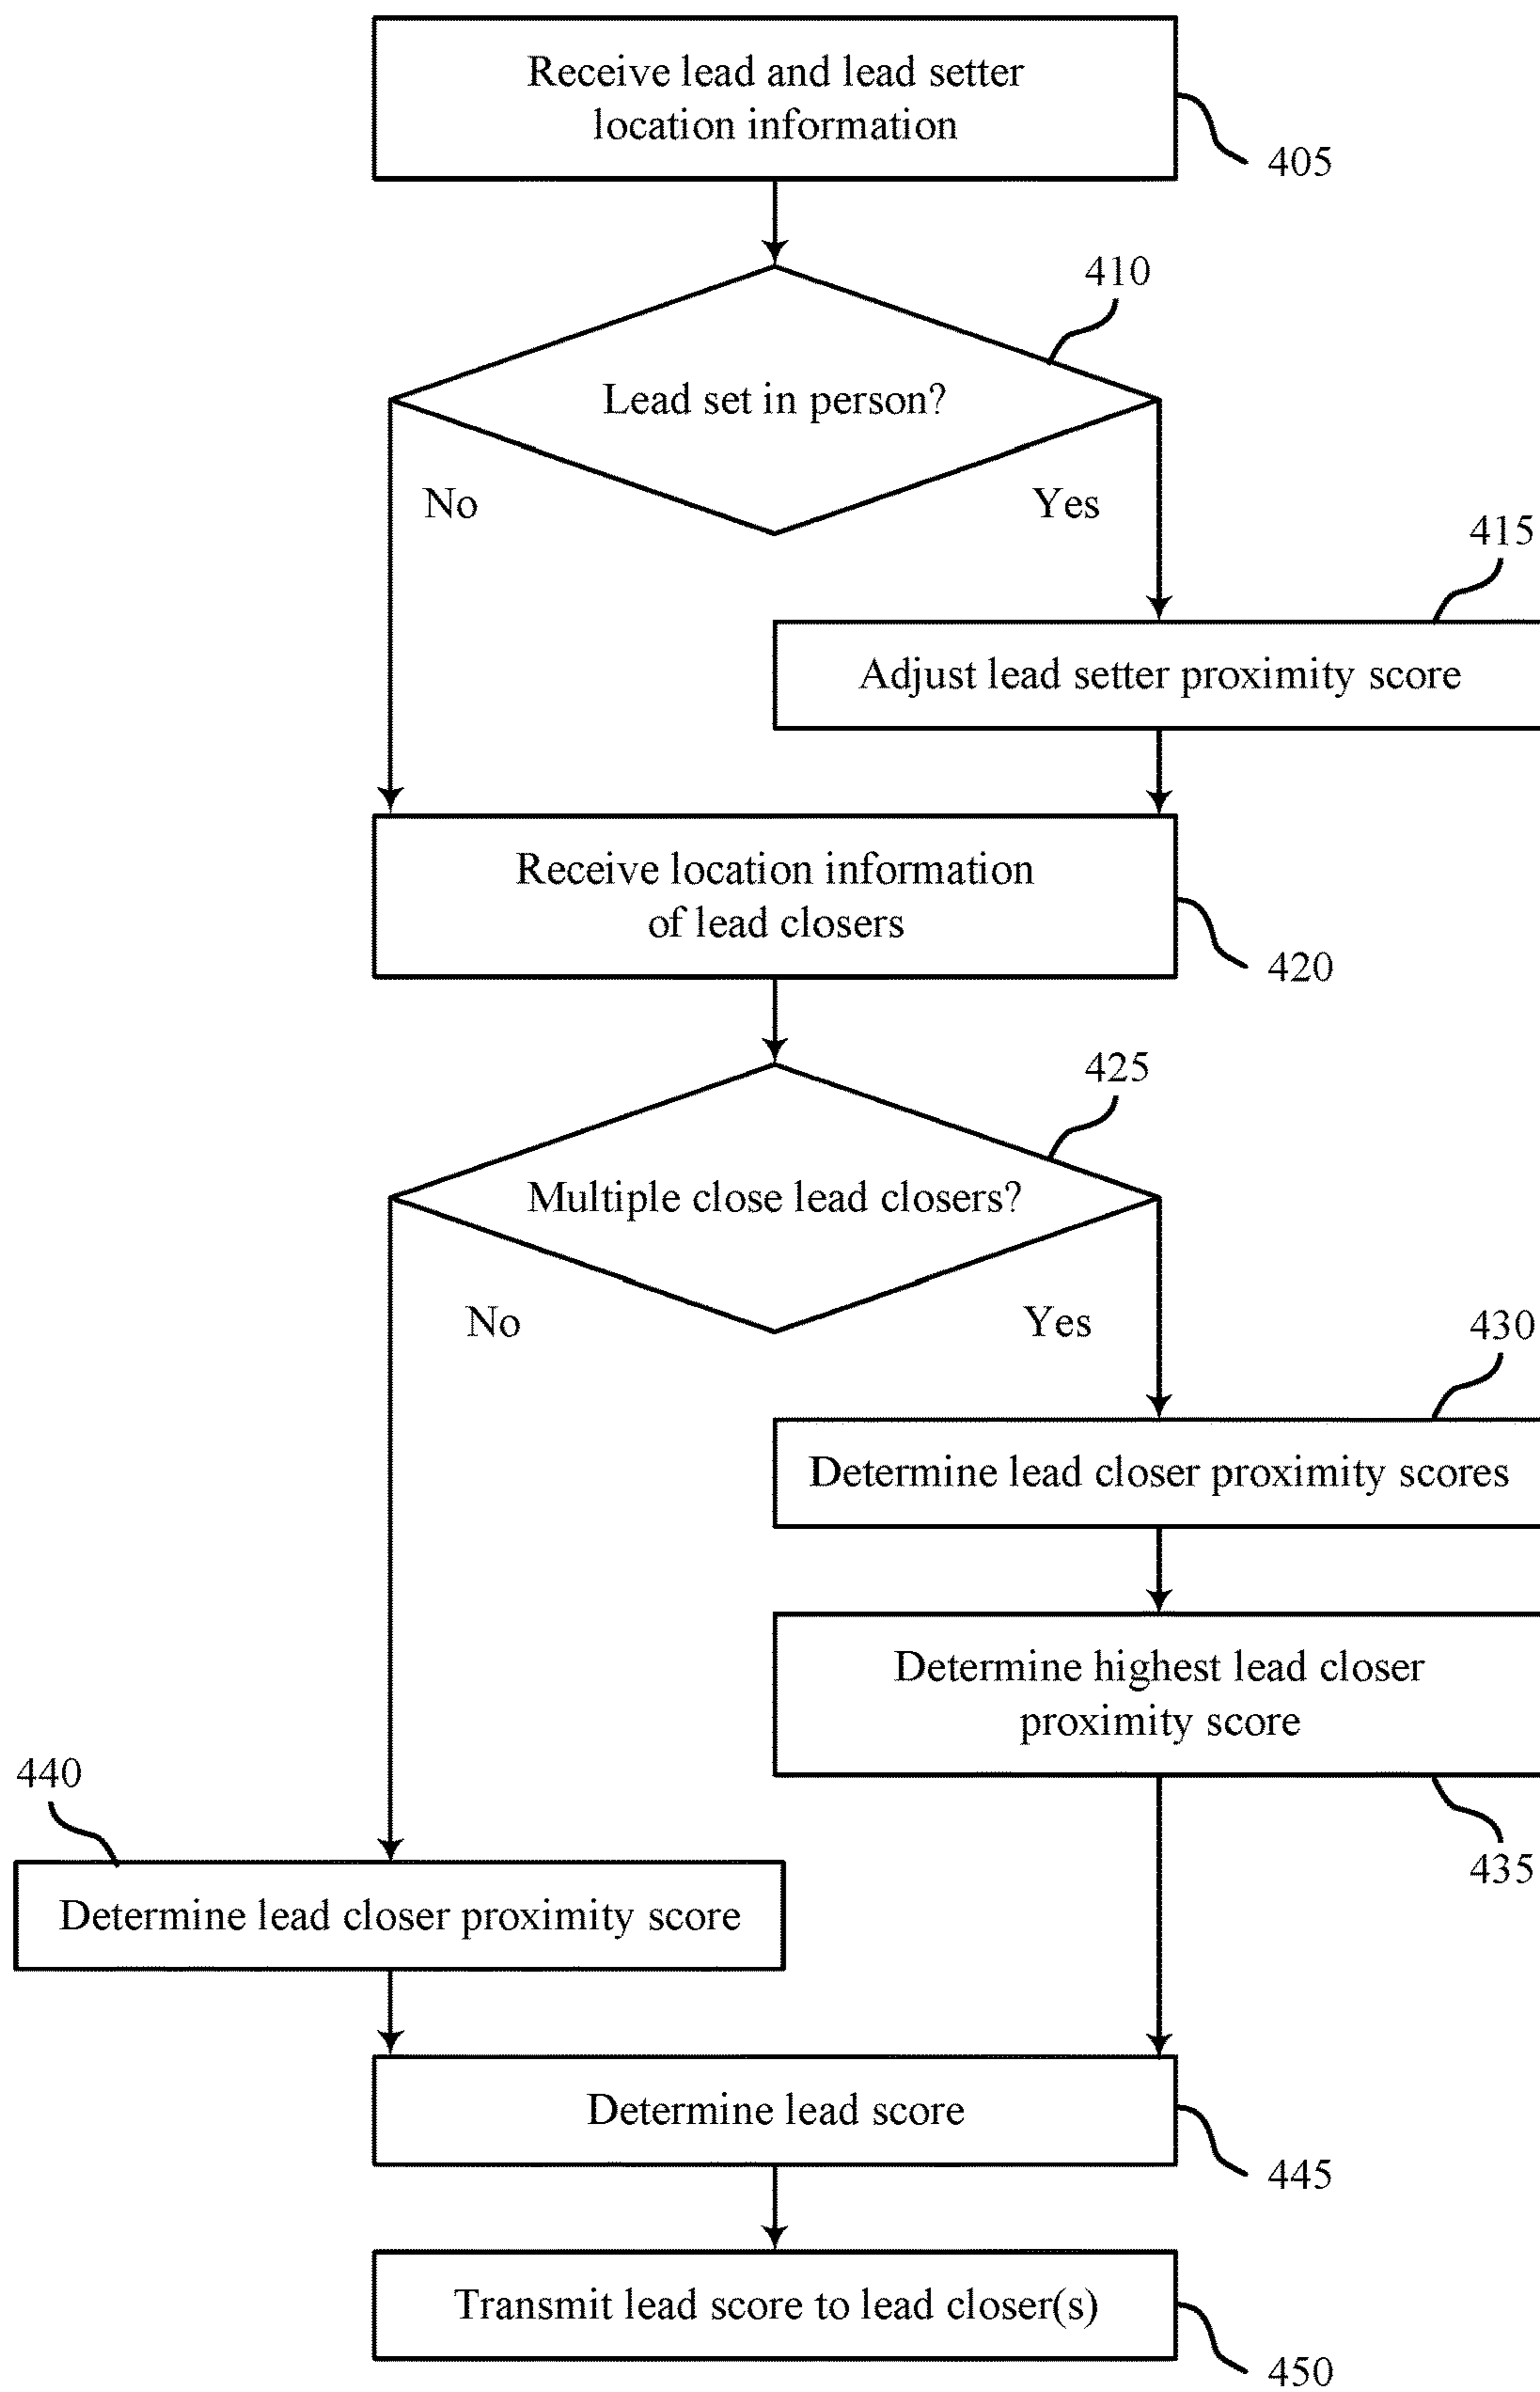 Receive lead and lead setter
location information
405
410
Lead set in person?
No
Yes
415
Adjust lead setter proximity score
Receive location information
of lead closers
420
425
Multiple close lead closers?
No
Yes
430
Determine lead closer proximity scores
Determine highest lead closer
proximity score
435
440
Determine lead closer proximity score
Determine lead score
445
Transmit lead score to lead closer(s)
450